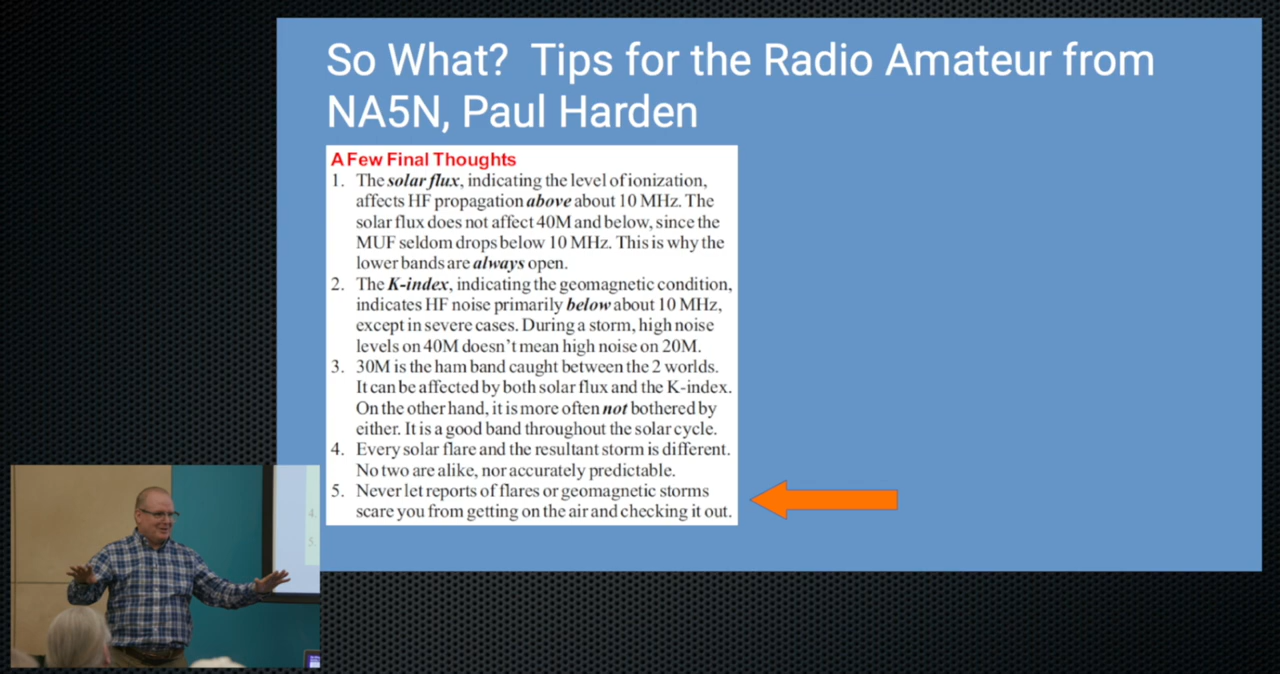 So What? Tips for the Radio Amateur from
NA5N, Paul Harden
A Few Final Thoughts
1. The solar flux, indicating the level of ionization,
affects HF propagation above about 10 MHz. The
solar flux does not affect 40M and below, since the
MUF seldom drops below 10 MHz. This is why the
lower bands are always open.
2. The K-index, indicating the geomagnetic condition,
indicates HF noise primarily below about 10 MHz,
except in severe cases. During a storm, high noise
levels on 40M doesn't mean high noise on 20M.
3. 30M is the ham band caught between the 2 worlds.
It can be affected by both solar flux and the K-index.
On the other hand, it is more often not bothered by
either. It is a good band throughout the solar cycle.
4. Every solar flare and the resultant storm is different.
No two are alike, nor accurately predictable.
5. Never let reports of flares or geomagnetic storms
scare you from getting on the air and checking it out.
4.
5.